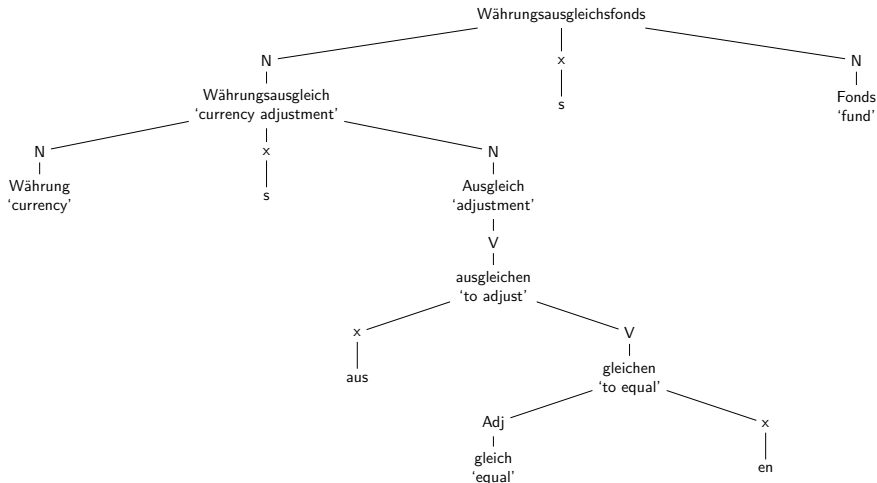 Währungsausgleichsfonds
N x N
Währungsausgleich
‘currency adjustment’
s
Fonds
‘fund’
N x N
Währung
‘currency’
s
Ausgleich
‘adjustment’
V
ausgleichen
‘to adjust’
x V
aus
gleichen
‘to equal’
Adj x
gleich
‘equal’
en